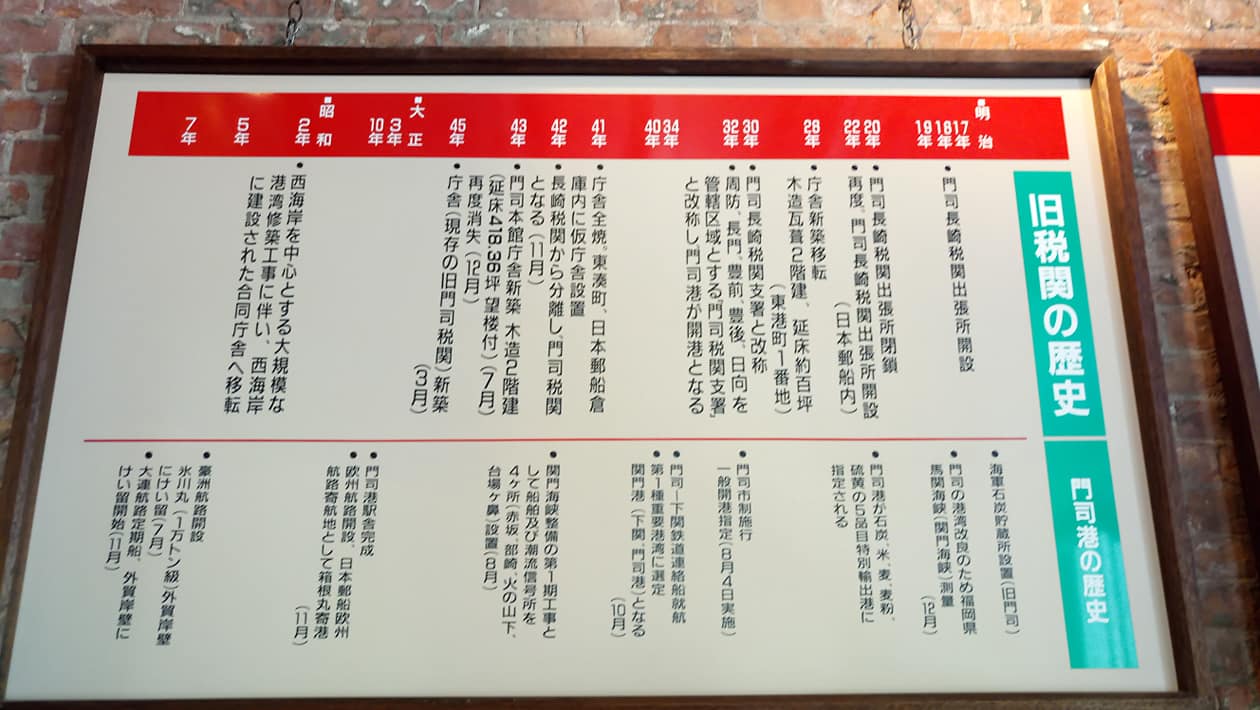 明治
17年
18年
19年
20年
22年
28年
30年
32年
34年
40年
41年
42年
43年
45年
大正
3年
10年
昭和
2年
5年
7年
旧税関の歴史
・門司長崎税関出張所開設
・門司長崎税関出張所閉鎖
・再度。門司長崎税関出張所開設
(日本郵船内)
・庁舎新築移転
木造瓦葺2階建、延床約百坪
(東港町1番地)
・門司長崎税関支署と改称
・周防、長門、豊前、豊後、日向を
管轄区域とする門司税関支署」
と改称し門司港が開港となる
・庁舎全焼。東湊町、日本郵船倉
庫内に仮庁舎設置
・長崎税関から分離し、門司税関
となる(11月)
・門司本館庁舎新築 木造2階建
(延床418.36坪 望楼付)(7月)
再度消失(12月)
・庁舎(現存の旧門司税関)新築
(3月)
・西海岸を中心とする大規模な
港湾修築工事に伴い、西海岸
に建設された合同庁舎へ移転
門司港の歴史
・海軍石炭貯蔵所設置(旧門司)
・門司の港湾改良のため福岡県
馬関海峡(関門海峡)測量
(12月)
・門司港が石炭、米、麦、麦粉、
硫黄の5品目特別輸出港に
指定される
・門司市制施行
一般開港指定(8月4日実施)
・門司―下関鉄道連絡船就航
・第1種重要港湾に選定
関門港(下関、門司港)となる
(10月)
・関門海峡整備の第1期工事と
して船舶及び潮流信号所を
4ヶ所(赤坂、部崎、火の山下、
台場ヶ鼻)設置(8月)
・門司港駅舎完成
・欧州航路開設、日本郵船欧州
航路寄航地として箱根丸寄港
(11月)
・豪洲航路開設
氷川丸(1万トン級)外貿岸壁
にけい留(7月)
・大連航路定期船、外貿岸壁に
けい留開始(11月)